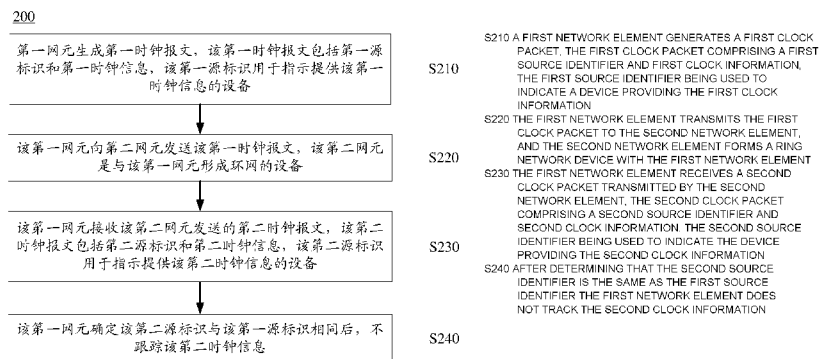 200
第一网元生成第一时钟报文，该第一时钟报文包括第一源
标识和第一时钟信息，该第一源标识用于指示提供该第一
时钟信息的设备
S210
该第一网元向第二网元发送该第一时钟报文，该第二网元
是与该第一网元形成环网的设备
S220
该第一网元接收该第二网元发送的第二时钟报文，该第二
时钟报文包括第二源标识和第二时钟信息，该第二源标识
用于指示提供该第二时钟信息的设备
S230
该第一网元确定该第二源标识与该第一源标识相同后，不
跟踪该第二时钟信息
S240
S210 A FIRST NETWORK ELEMENT GENERATES A FIRST CLOCK
PACKET, THE FIRST CLOCK PACKET COMPRISING A FIRST
SOURCE IDENTIFIER AND FIRST CLOCK INFORMATION,
THE FIRST SOURCE IDENTIFIER BEING USED TO
INDICATE A DEVICE PROVIDING THE FIRST CLOCK
INFORMATION
S220 THE FIRST NETWORK ELEMENT TRANSMITS THE FIRST
CLOCK PACKET TO THE SECOND NETWORK ELEMENT,
AND THE SECOND NETWORK ELEMENT FORMS A RING
NETWORK DEVICE WITH THE FIRST NETWORK ELEMENT
S230 THE FIRST NETWORK ELEMENT RECEIVES A SECOND
CLOCK PACKET TRANSMITTED BY THE SECOND
NETWORK ELEMENT, THE SECOND CLOCK PACKET
COMPRISING A SECOND SOURCE IDENTIFIER AND
SECOND CLOCK INFORMATION. THE SECOND SOURCE
IDENTIFIER BEING USED TO INDICATE THE DEVICE
PROVIDING THE SECOND CLOCK INFORMATION
S240 AFTER DETERMINING THAT THE SECOND SOURCE
IDENTIFIER IS THE SAME AS THE FIRST SOURCE
IDENTIFIER THE FIRST NETWORK ELEMENT DOES
NOT TRACK THE SECOND CLOCK INFORMATION